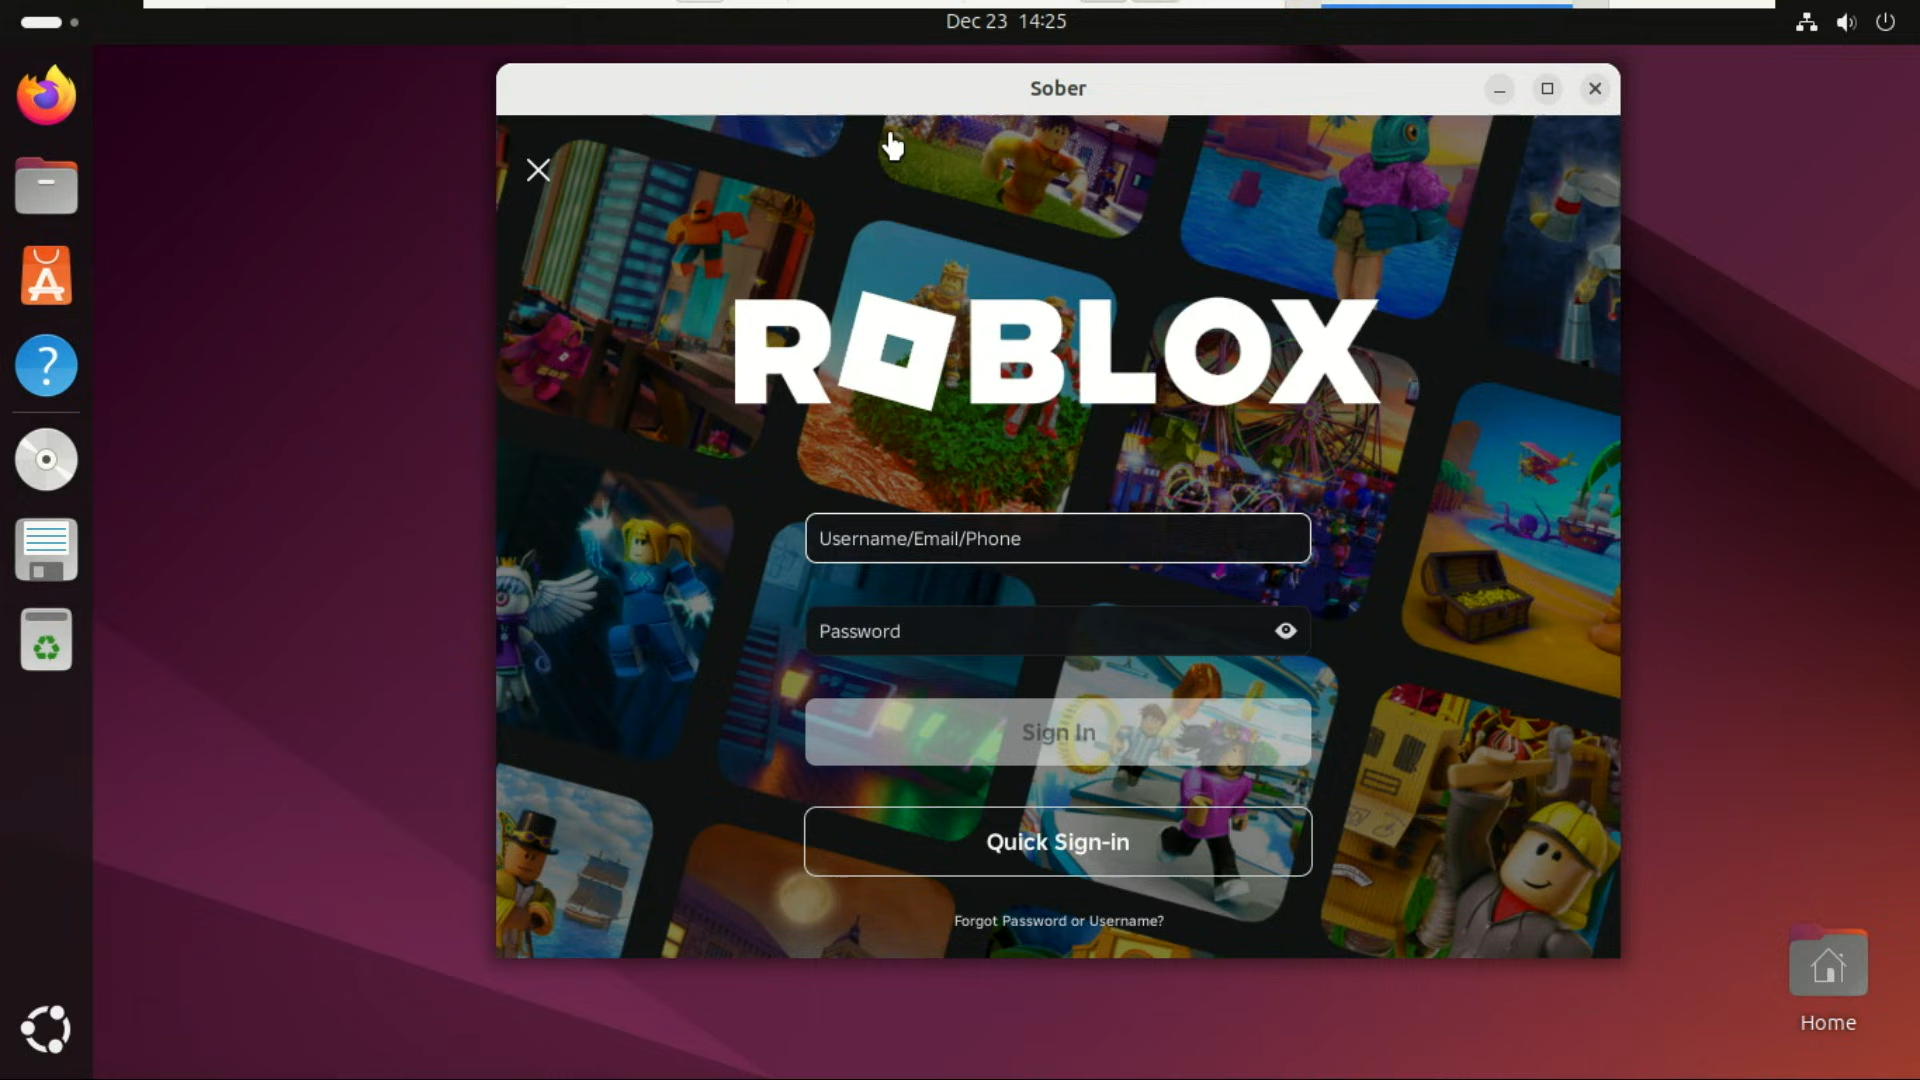 Dec 23 14:25
Sober
ROBLOX
Username/Email/Phone
Password
Sign In
Quick Sign-in
Forgot Password or Username?
Home